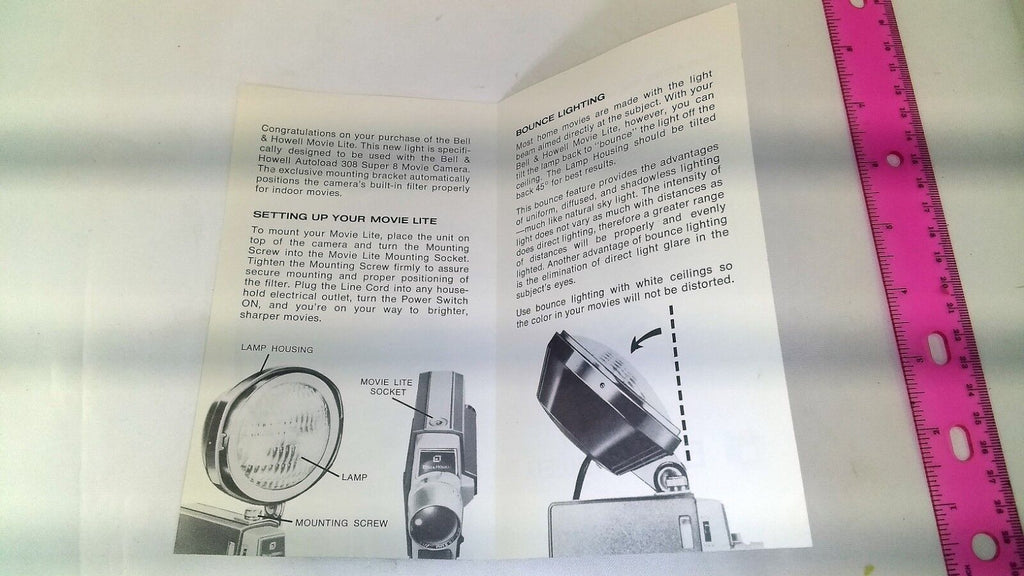 Congratulations on your purchase of the Bell
& Howell Movie Lite. This new light is specifi-
cally designed to be used with the Bell &
Howell Autoload 308 Super 8 Movie Camera.
The exclusive mounting bracket automatically
positions the camera's built-in filter properly
for indoor movies.
SETTING UP YOUR MOVIE LITE
To mount your Movie Lite, place the unit on
top of the camera and turn the Mounting
Screw into the Movie Lite Mounting Socket.
Tighten the Mounting Screw firmly to assure
secure mounting and proper positioning of
the filter. Plug the Line Cord into any house-
hold electrical outlet, turn the Power Switch
ON, and you're on your way to brighter,
sharper movies.
LAMP HOUSING
MOVIE LITE
SOCKET
LAMP
MOUNTING SCREW
BOUNCE LIGHTING
Most home movies are made with the light
beam aimed directly at the subject. With your
Bell & Howell Movie Lite, however, you can
tilt the lamp back to "bounce" the light off the
ceiling. The Lamp Housing should be tilted
back 45° for best results.
This bounce feature provides the advantages
of uniform, diffused, and shadowless lighting
—much like natural sky light. The intensity of
light does not vary as much with distances as
does direct lighting, therefore a greater range
of distances will be properly and evenly
lighted. Another advantage of bounce lighting
is the elimination of direct light glare in the
subject's eyes.
Use bounce lighting with white ceilings so
the color in your movies will not be distorted.